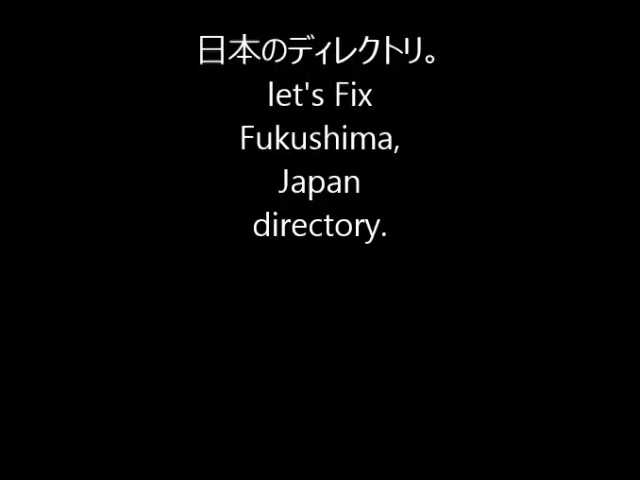 日本のディレクトリ。
let's Fix
Fukushima,
Japan
directory.